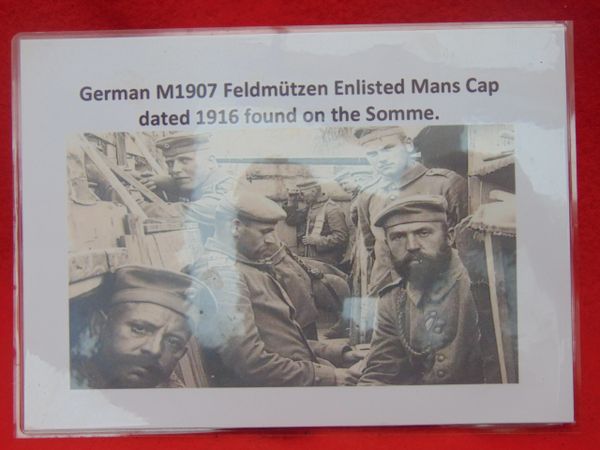 German M1907 Feldmützen Enlisted Mans Cap
dated 1916 found on the Somme.